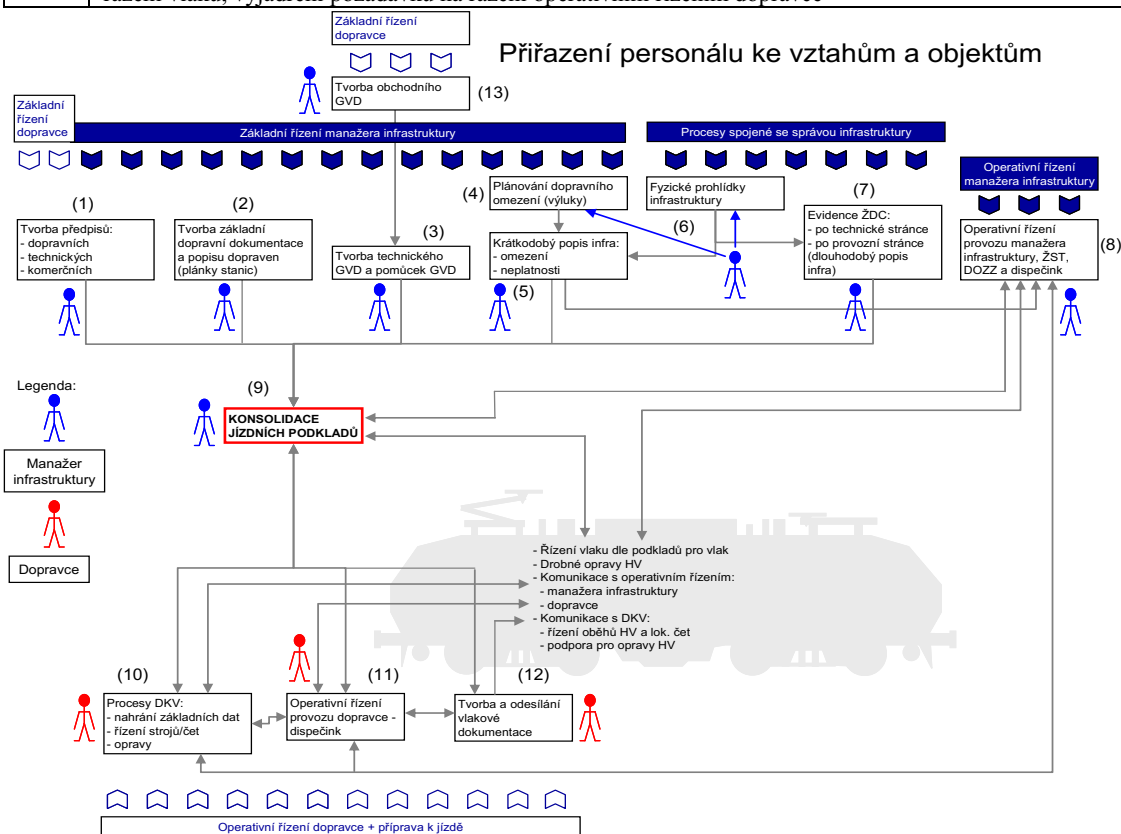 řazení vlaku, vyjádření požadavku na řazení operativním řízením dopravce
Základní řízení
dopravce
Přiřazení personálu ke vztahům a objektům
Tvorba obchodního
GVD
(13)
Základní
řízení
dopravce
Základní řízení manažera infrastruktury
Procesy spojené se správou infrastruktury
Operativní řízení
manažera infrastruktury
(1)
Tvorba předpisů:
- dopravních
- technických
- komerčních
(2)
Tvorba základní
dopravní dokumentace
a popisu dopraven
(plánky stanic)
(3)
Tvorba technického
GVD a pomůcek GVD
(4)
Plánování dopravního
omezení (výluky)
Krátkodobý popis infra:
- omezení
- neplatnosti
(5)
Fyzické prohlídky
infrastruktury
(6)
(7)
Evidence ŽDC:
- po technické stránce
- po provozní stránce
(dlouhodobý popis
infra)
Operativní řízení
provozu manažera
infrastruktury, ŽST,
DOZZ a dispečink
(8)
Legenda:
Manažer
infrastruktury
Dopravce
(9)
KONSOLIDACE
JÍZDNÍCH PODKLADŮ
- Řízení vlaku dle podkladů pro vlak
- Drobné opravy HV
- Komunikace s operativním řízením:
- manažera infrastruktury
- dopravce
- Komunikace s DKV:
- řízení oběhů HV a lok. čet
- podpora pro opravy HV
(10)
Procesy DKV:
- nahrání základních dat
- řízení strojů/čet
- opravy
(11)
Operativní řízení
provozu dopravce -
dispečink
(12)
Tvorba a odesílání
vlakové
dokumentace
Operativní řízení dopravce + příprava k jízdě